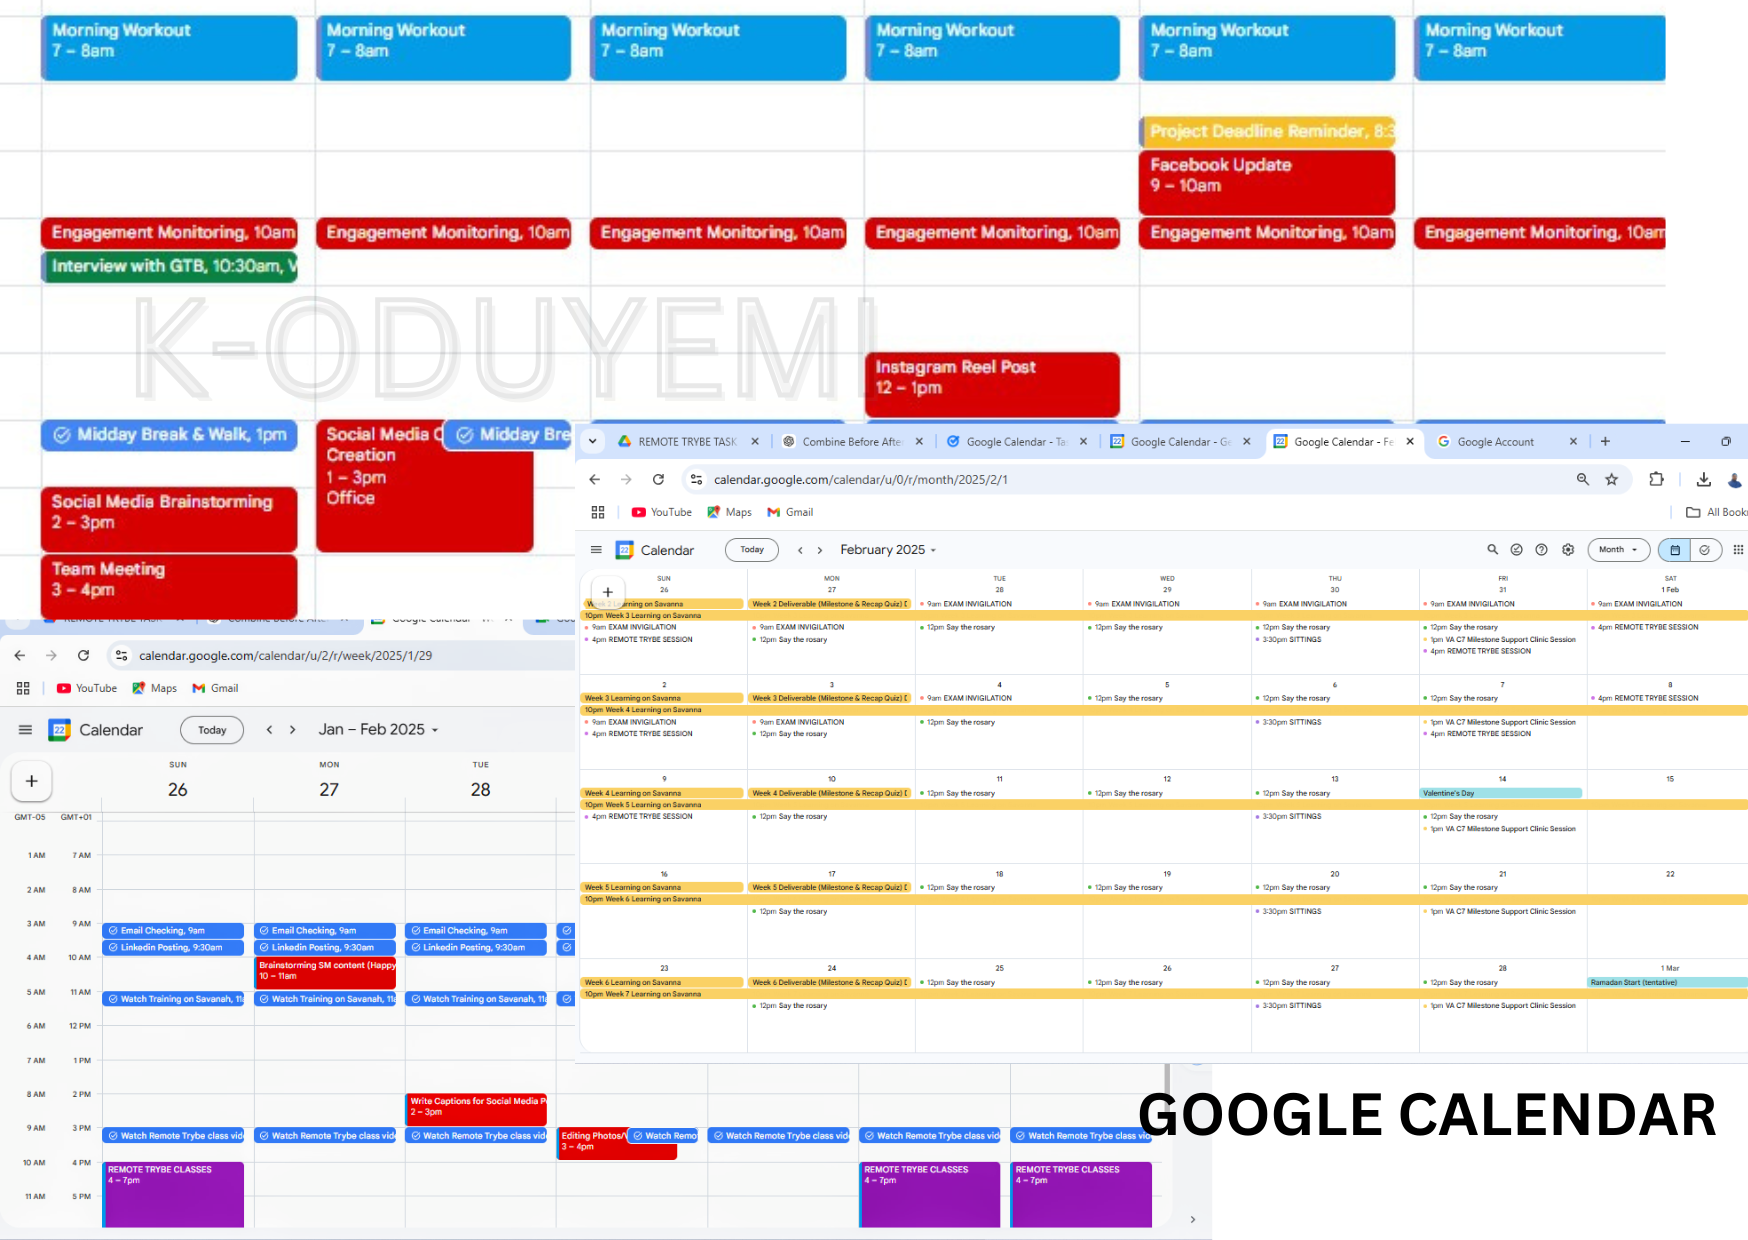 Morning Workout
7 – 8am
Morning Workout
7 – 8am
Morning Workout
7 – 8am
Morning Workout
7 – 8am
Morning Workout
7 – 8am
Morning Workout
7 – 8am
Project Deadline Reminder, 8:3
Facebook Update
9 – 10am
Engagement Monitoring, 10am
Engagement Monitoring, 10am
Engagement Monitoring, 10am
Engagement Monitoring, 10am
Engagement Monitoring, 10am
Engagement Monitoring, 10am
Interview with GTB, 10:30am, V
K-ODUYEMI
Instagram Reel Post
12 – 1pm
Midday Break & Walk, 1pm
Social Media C
Creation
1 – 3pm
Office
Midday Bre
Social Media Brainstorming
2 – 3pm
Team Meeting
3 – 4pm
REMOTE TRYBE TASK
Combine Before Afte
Google Calendar - Ta
Google Calendar - Ge
Google Calendar - Fe
Google Account
calendar.google.com/calendar/u/0/r/month/2025/2/1
YouTube
Maps
Gmail
All Book
22 Calendar
Today
February 2025
Month
SUN MON TUE WED THU FRI SAT
26 27 28 29 30 31 1 Feb
Week 2 Learning on Savanna
Week 2 Deliverable (Milestone & Recap Quiz) D
9am EXAM INVIGILATION
9am EXAM INVIGILATION
9am EXAM INVIGILATION
9am EXAM INVIGILATION
9am EXAM INVIGILATION
10pm Week 3 Learning on Savanna
9am EXAM INVIGILATION
9am EXAM INVIGILATION
12pm Say the rosary
12pm Say the rosary
12pm Say the rosary
12pm Say the rosary
4pm REMOTE TRYBE SESSION
4pm REMOTE TRYBE SESSION
12pm Say the rosary
3:30pm SITTINGS
1pm VA C7 Milestone Support Clinic Session
4pm REMOTE TRYBE SESSION
2 3 4 5 6 7 8
Week 3 Learning on Savanna
Week 3 Deliverable (Milestone & Recap Quiz) D
9am EXAM INVIGILATION
12pm Say the rosary
12pm Say the rosary
12pm Say the rosary
4pm REMOTE TRYBE SESSION
10pm Week 4 Learning on Savanna
9am EXAM INVIGILATION
9am EXAM INVIGILATION
12pm Say the rosary
3:30pm SITTINGS
1pm VA C7 Milestone Support Clinic Session
4pm REMOTE TRYBE SESSION
12pm Say the rosary
4pm REMOTE TRYBE SESSION
9 10 11 12 13 14 15
Week 4 Learning on Savanna
Week 4 Deliverable (Milestone & Recap Quiz) D
12pm Say the rosary
12pm Say the rosary
12pm Say the rosary
Valentine's Day
10pm Week 5 Learning on Savanna
4pm REMOTE TRYBE SESSION
12pm Say the rosary
3:30pm SITTINGS
12pm Say the rosary
1pm VA C7 Milestone Support Clinic Session
16 17 18 19 20 21 22
Week 5 Learning on Savanna
Week 5 Deliverable (Milestone & Recap Quiz) D
12pm Say the rosary
12pm Say the rosary
12pm Say the rosary
12pm Say the rosary
10pm Week 6 Learning on Savanna
12pm Say the rosary
3:30pm SITTINGS
1pm VA C7 Milestone Support Clinic Session
23 24 25 26 27 28 1 Mar
Week 6 Learning on Savanna
Week 6 Deliverable (Milestone & Recap Quiz) D
12pm Say the rosary
12pm Say the rosary
12pm Say the rosary
12pm Say the rosary
Ramadan Start (tentative)
10pm Week 7 Learning on Savanna
12pm Say the rosary
3:30pm SITTINGS
1pm VA C7 Milestone Support Clinic Session
calendar.google.com/calendar/u/2/r/week/2025/1/29
YouTube
Maps
Gmail
22 Calendar
Today
Jan – Feb 2025
SUN MON TUE
26 27 28
GMT-05 GMT+01
1 AM 7 AM
2 AM 8 AM
3 AM 9 AM
Email Checking, 9am
Email Checking, 9am
Email Checking, 9am
Linkedin Posting, 9:30am
Linkedin Posting, 9:30am
Linkedin Posting, 9:30am
4 AM 10 AM
Brainstorming SM content (Happy
10 – 11am
5 AM 11 AM
Watch Training on Savanah, 11a
Watch Training on Savanah, 11a
Watch Training on Savanah, 11a
6 AM 12 PM
7 AM 1 PM
8 AM 2 PM
Write Captions for Social Media P
2 – 3pm
9 AM 3 PM
Watch Remote Trybe class vid
Watch Remote Trybe class vid
Watch Remote Trybe class vid
Editing Photos/V
3 – 4pm
Watch Remo
Watch Remote Trybe class vid
Watch Remote Trybe class vid
Watch Remote Trybe class vid
10 AM 4 PM
REMOTE TRYBE CLASSES
4 – 7pm
REMOTE TRYBE CLASSES
4 – 7pm
REMOTE TRYBE CLASSES
4 – 7pm
11 AM 5 PM
GOOGLE CALENDAR